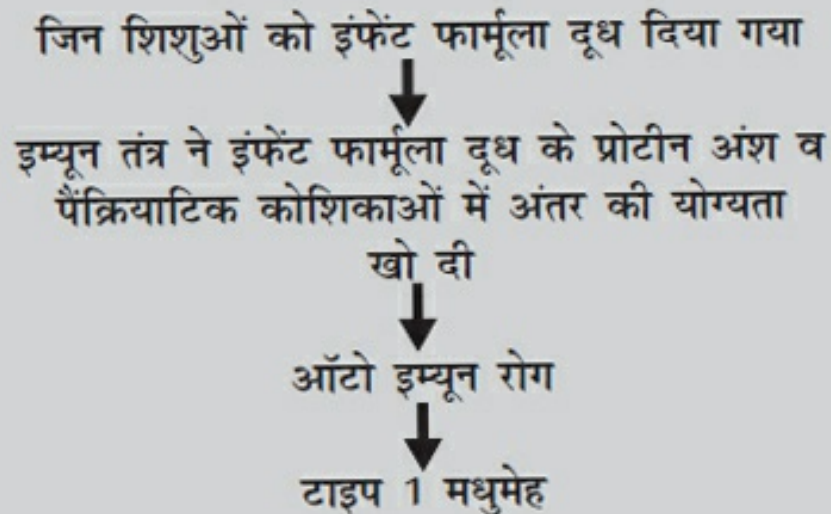 जिन शिशुओं को इंफेंट फार्मूला दूध दिया गया
इम्यून तंत्र ने इंफेंट फार्मूला दूध के प्रोटीन अंश व
पैंक्रियाटिक कोशिकाओं में अंतर की योग्यता
खो दी
ऑटो इम्यून रोग
टाइप 1 मधुमेह